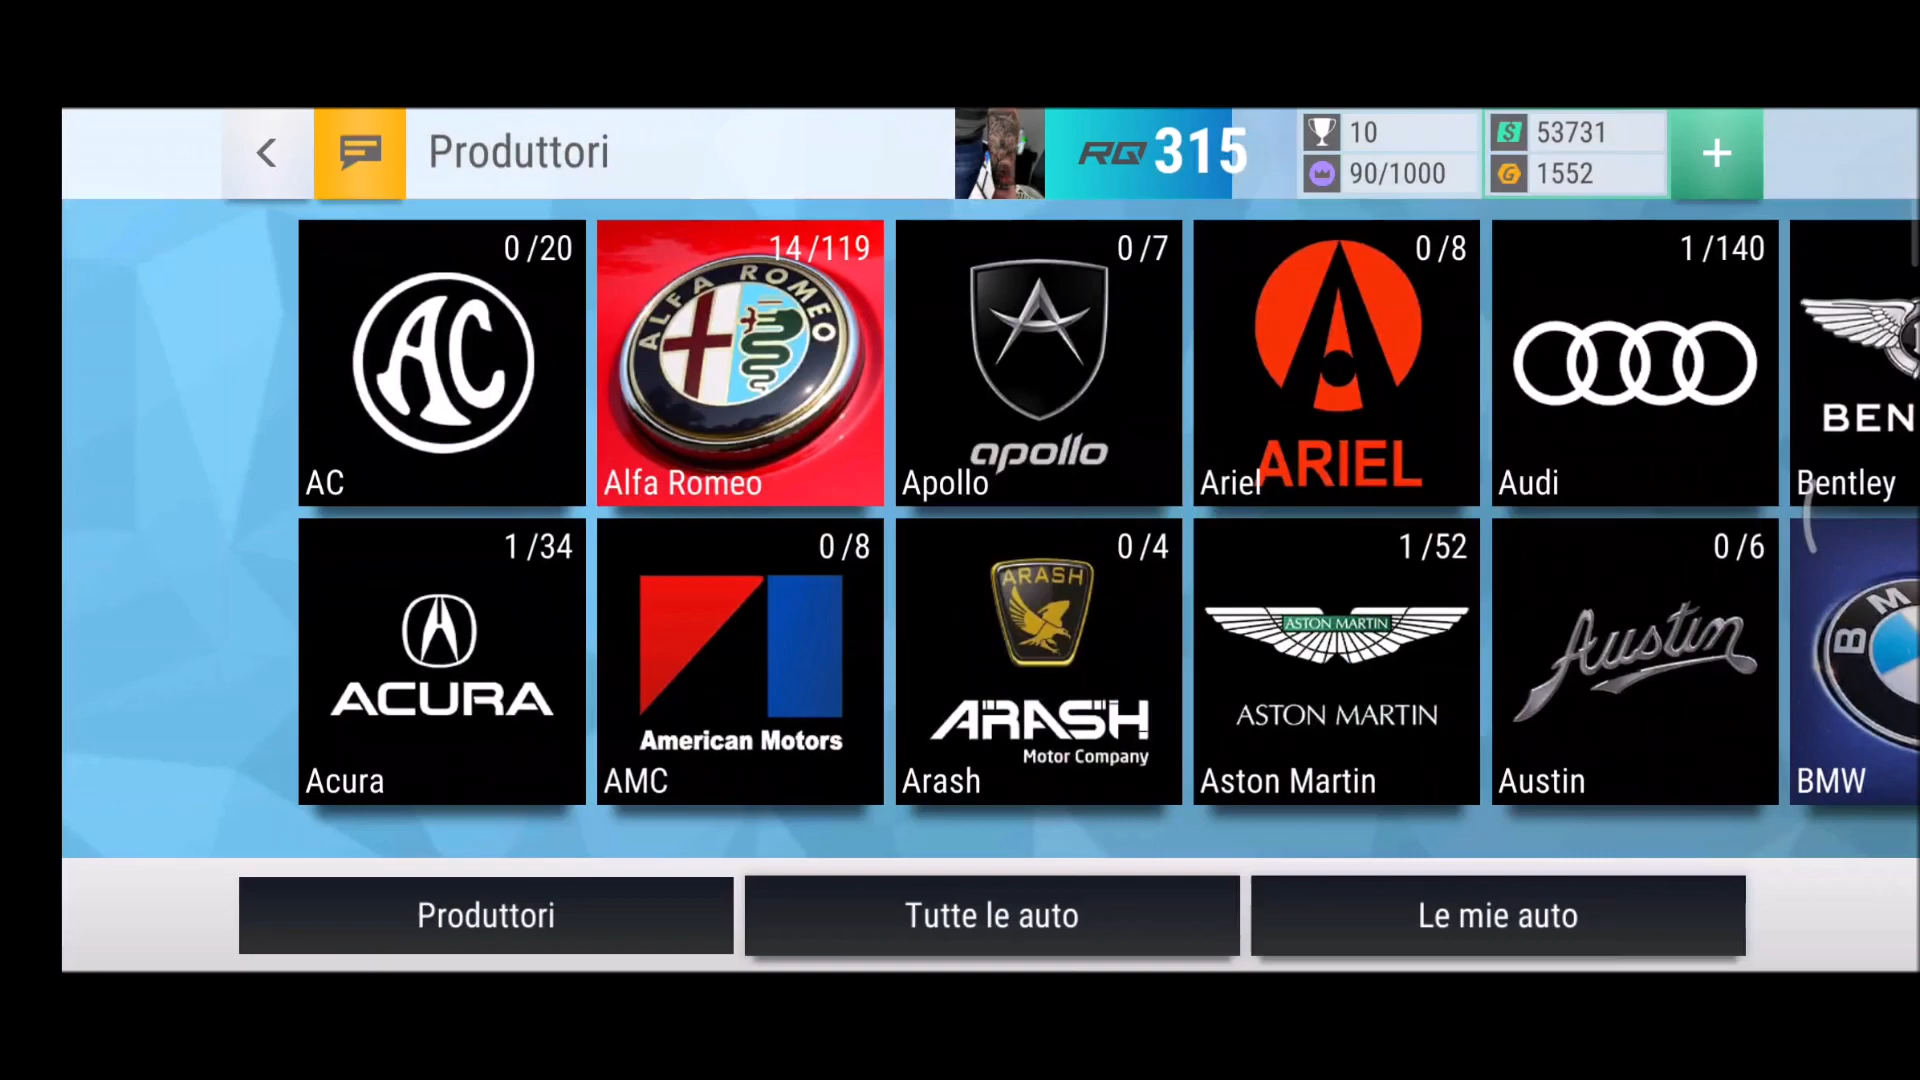 Produttori
RQ 315
10
90/1000
53731
1552
+
0/20
AC
AC
14/119
ALFA ROMEO
Alfa Romeo
0/7
apollo
Apollo
0/8
ARIEL
Ariel
1/140
Audi
BEN
Bentley
1/34
ACURA
Acura
0/8
American Motors
AMC
0/4
ARASH
ARASH
Motor Company
Arash
1/52
ASTON MARTIN
ASTON MARTIN
Aston Martin
0/6
Austin
Austin
B M
BMW
Produttori
Tutte le auto
Le mie auto